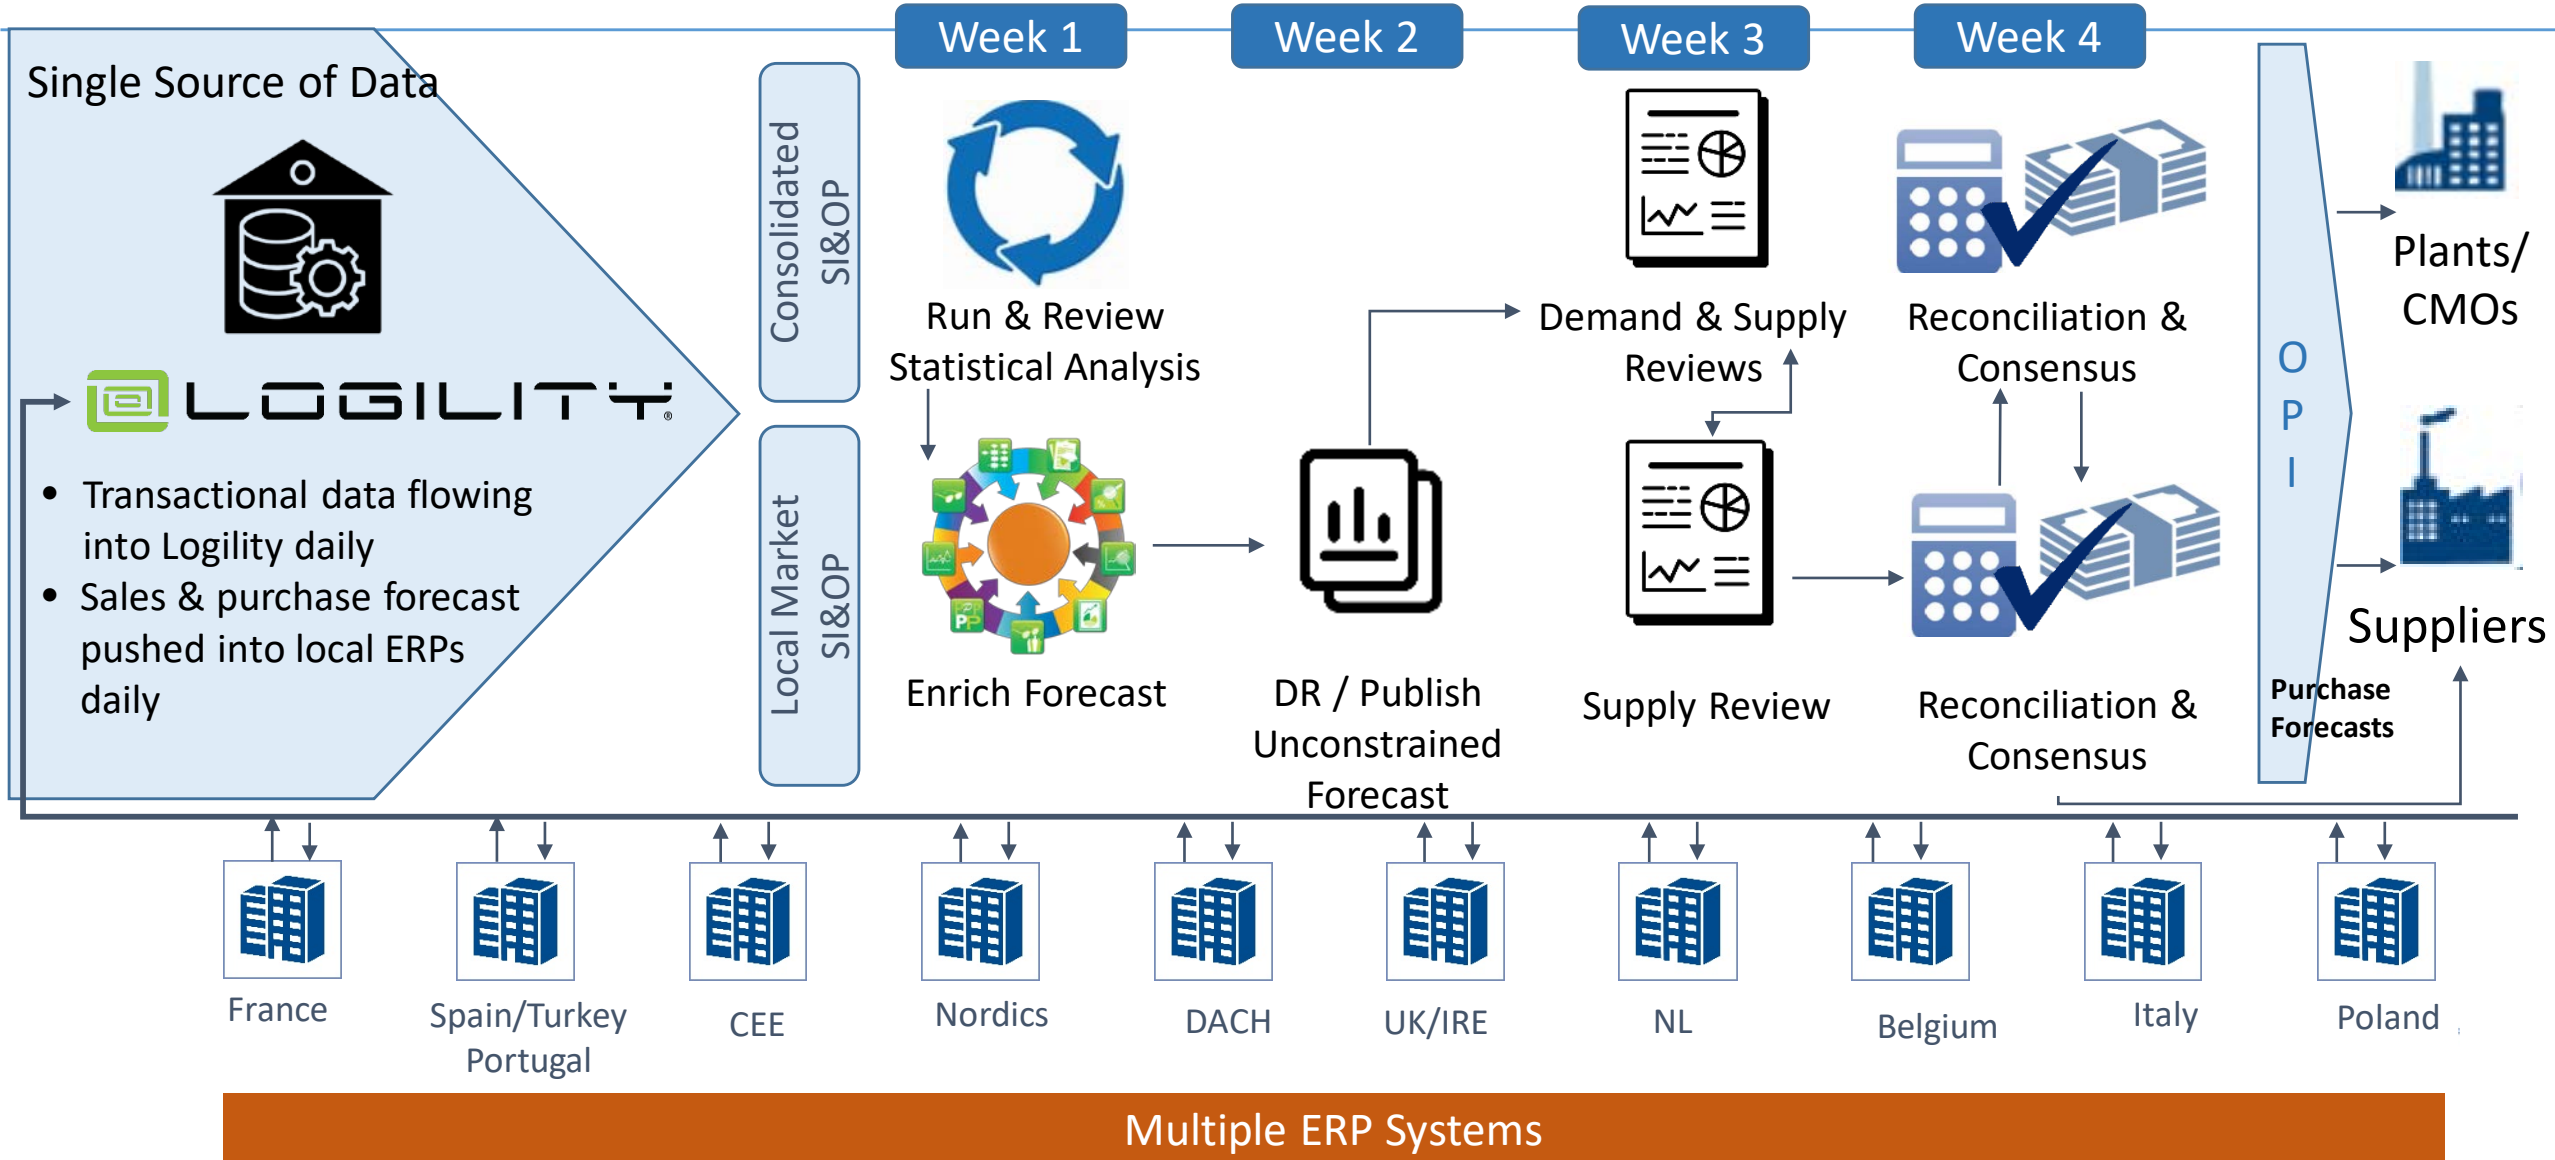 Week 1
Week 2
Week 3
Week 4
Single Source of Data
LOGILITY®
• Transactional data flowing
into Logility daily
• Sales & purchase forecast
pushed into local ERPs
daily
Consolidated
SI&OP
Local Market
SI&OP
Run & Review
Statistical Analysis
Enrich Forecast
DR / Publish
Unconstrained
Forecast
Demand & Supply
Reviews
Supply Review
Reconciliation &
Consensus
Reconciliation &
Consensus
O
P
I
Purchase
Forecasts
Plants/
CMOs
Suppliers
France
Spain/Turkey
Portugal
CEE
Nordics
DACH
UK/IRE
NL
Belgium
Italy
Poland
Multiple ERP Systems